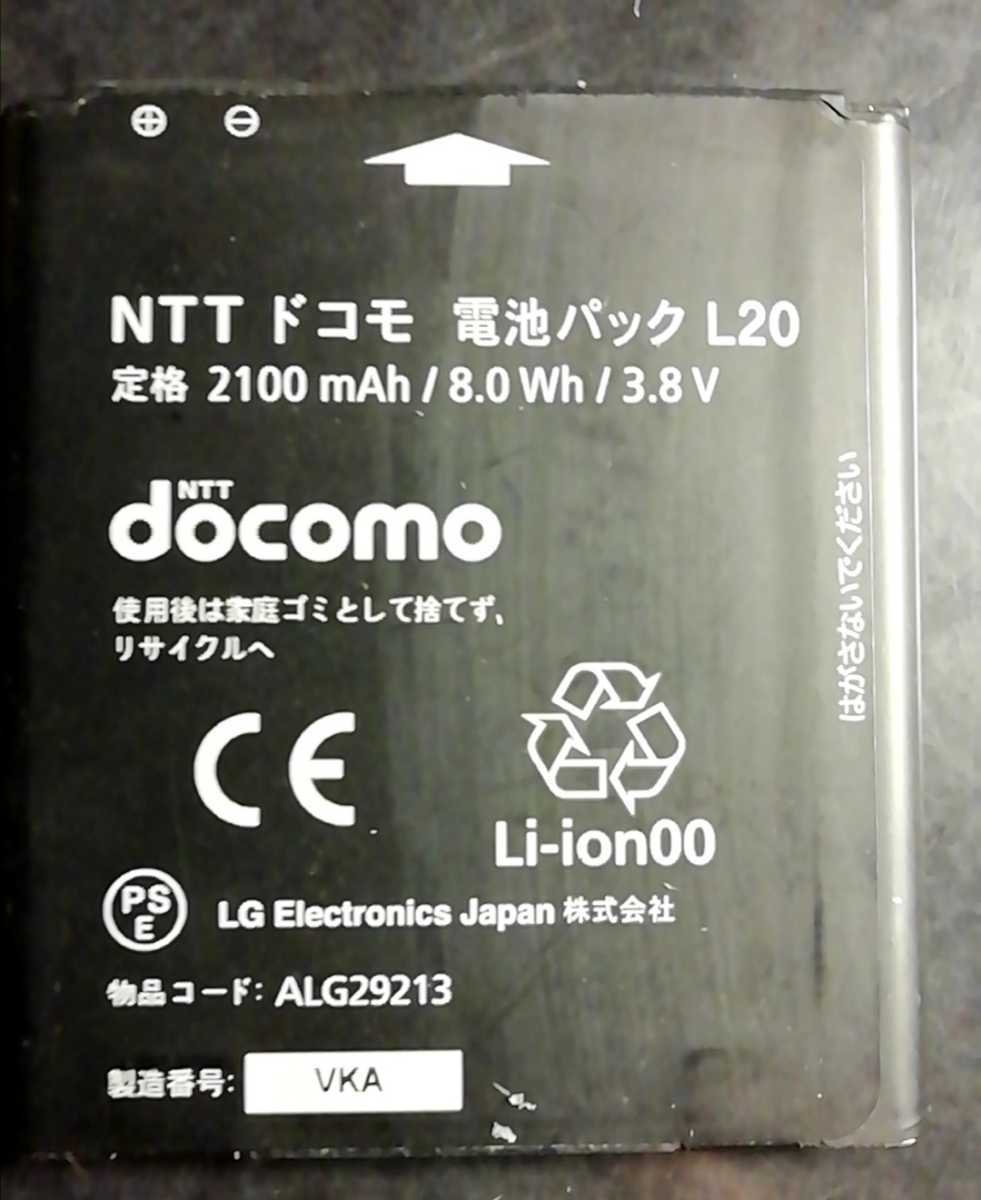 ⊕ ⊖
NTT ドコモ 電池パック L20
定格 2100 mAh / 8.0 Wh / 3.8 V
NTT
docomo
使用後は家庭ゴミとして捨てず、
リサイクルへ
はがさないでください
CE
Li-ion00
PS
E
LG Electronics Japan 株式会社
物品コード: ALG29213
製造番号: VKA